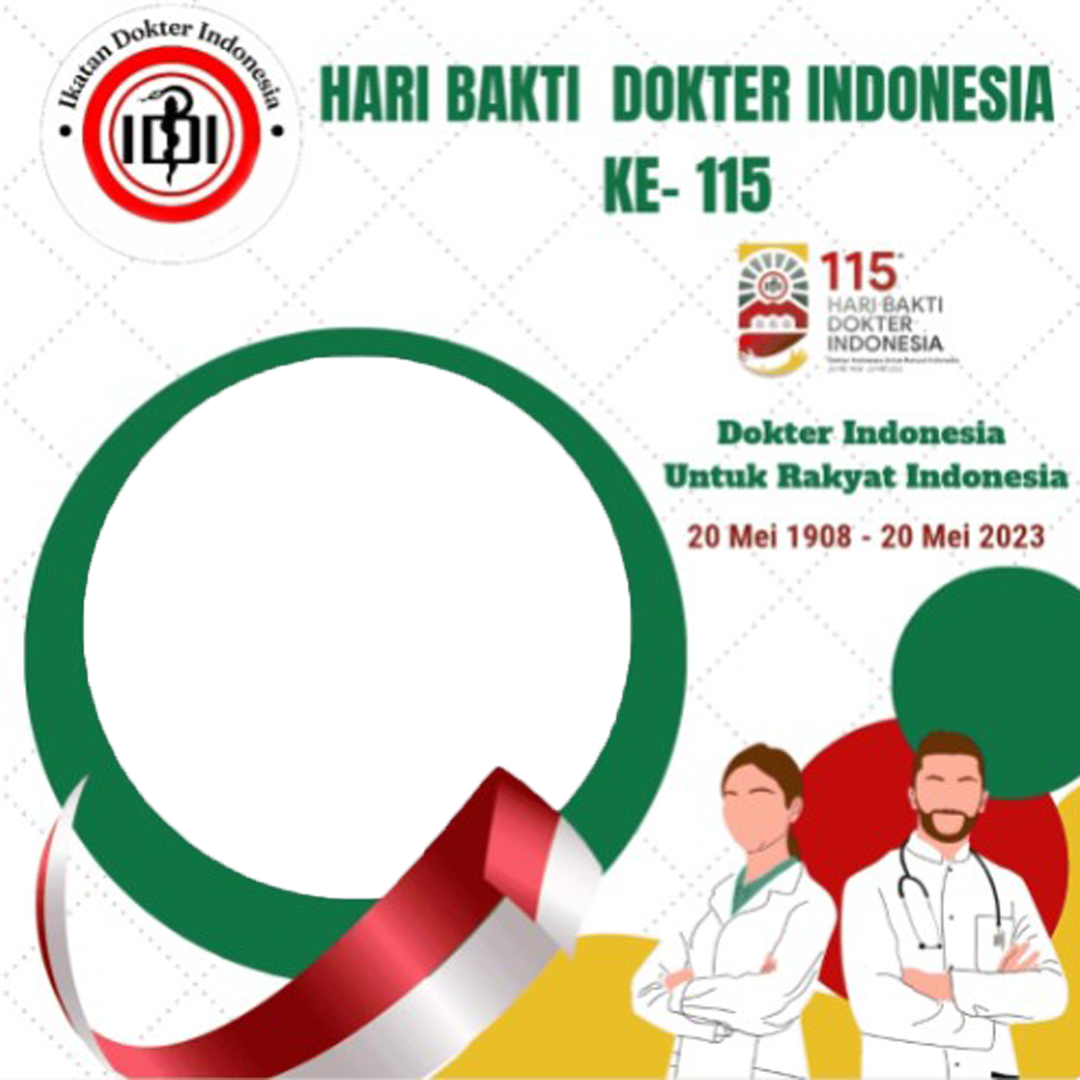 Ikatan Dokter Indonesia
IDI
HARI BAKTI DOKTER INDONESIA
KE- 115
115
HARI BAKTI
DOKTER
INDONESIA
Dokter Indonesia
Untuk Rakyat Indonesia
20 Mei 1908 - 20 Mei 2023